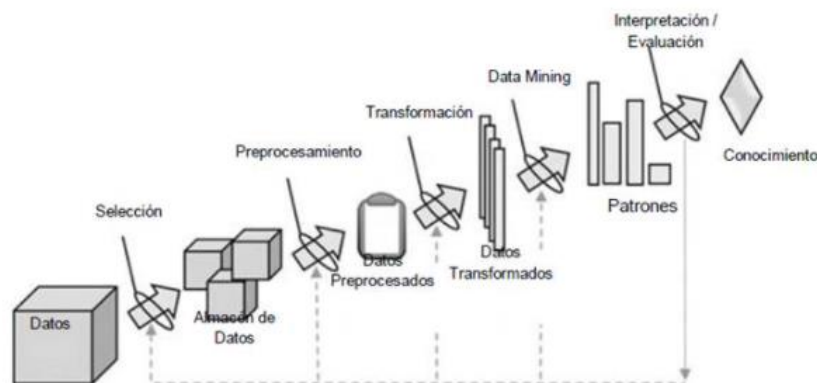 Interpretación /
Evaluación
Data Mining
Transformación
Preprocesamiento
Selección
Conocimiento
Patrones
Datos
Preprocesados
Datos
Transformados
Datos
Almacén de
Datos